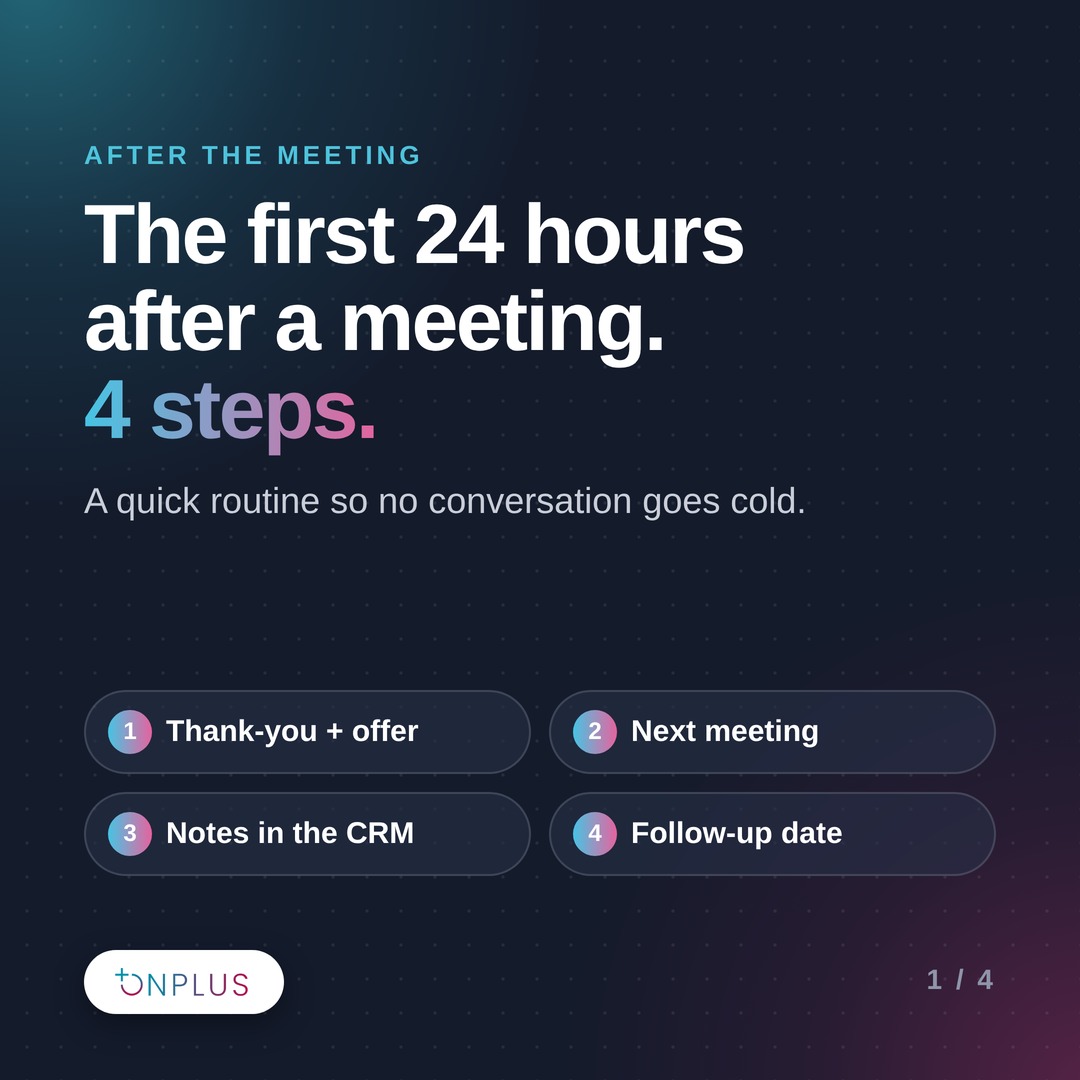 AFTER THE MEETING
The first 24 hours
after a meeting.
4 steps.
A quick routine so no conversation goes cold.
1 Thank-you + offer
2 Next meeting
3 Notes in the CRM
4 Follow-up date
ONPLUS
1 / 4